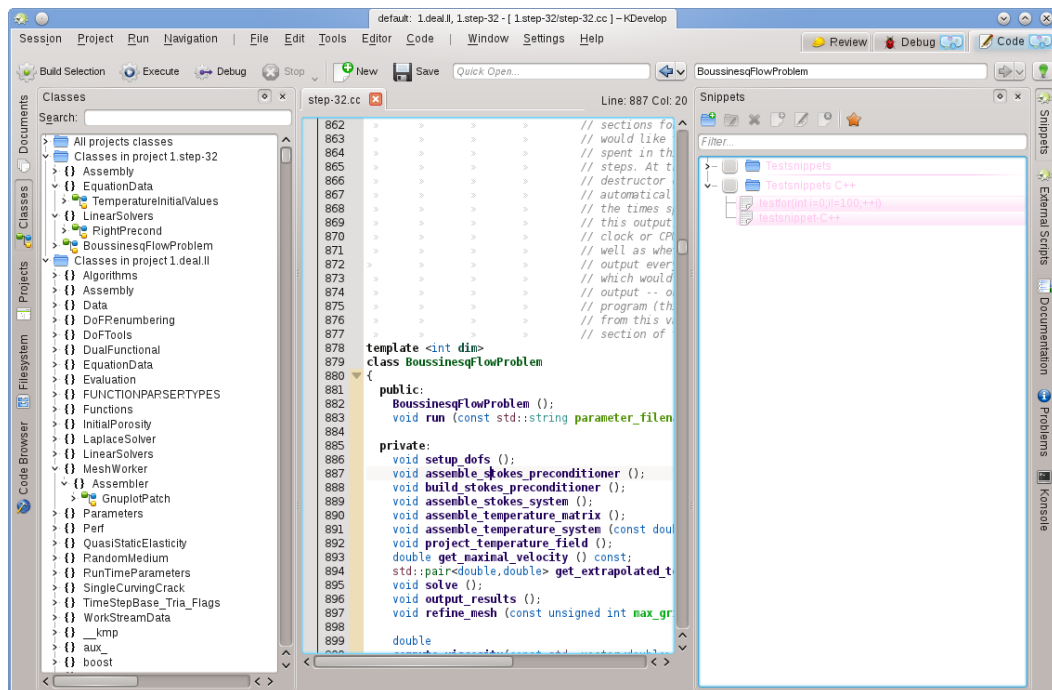 default: 1.deal.II, 1.step-32 - [ 1.step-32/step-32.cc ] – KDevelop
Session Project Run Navigation | File Edit Tools Editor Code | Window Settings Help
Review Debug Code
Build Selection Execute Debug Stop New Save Quick Open... BoussinesqFlowProblem
Documents
Classes
Projects
Filesystem
Code Browser
Classes
Search:
All projects classes
Classes in project 1.step-32
{} Assembly
{} EquationData
TemperatureInitialValues
{} LinearSolvers
RightPrecond
BoussinesqFlowProblem
Classes in project 1.deal.II
{} Algorithms
{} Assembly
{} Data
{} DoFRenumbering
{} DoFTools
{} DualFunctional
{} EquationData
{} Evaluation
{} FUNCTIONPARSERTYPES
{} Functions
{} InitialPorosity
{} LaplaceSolver
{} LinearSolvers
{} MeshWorker
{} Assembler
GnuplotPatch
{} Parameters
{} Perf
{} QuasiStaticElasticity
{} RandomMedium
{} RunTimeParameters
{} SingleCurvingCrack
{} TimeStepBase_Tria_Flags
{} WorkStreamData
{} __kmp
{} aux_
{} boost
step-32.cc Line: 887 Col: 20
862 // sections fo
863 // would like
864 // spent in th
865 // steps. At t
866 // destructor
867 // automatical
868 // the times s
869 // this output
870 // clock or CP
871 // well as whe
872 // output ever
873 // which would
874 // output -- o
875 // program (th
876 // from this v
877 // section of
878 template <int dim>
879 class BoussinesqFlowProblem
880 {
881 public:
882 BoussinesqFlowProblem ();
883 void run (const std::string parameter_filen
884
885 private:
886 void setup_dofs ();
887 void assemble_stokes_preconditioner ();
888 void build_stokes_preconditioner ();
889 void assemble_stokes_system ();
890 void assemble_temperature_matrix ();
891 void assemble_temperature_system (const doub
892 void project_temperature_field ();
893 double get_maximal_velocity () const;
894 std::pair<double,double> get_extrapolated_t
895 void solve ();
896 void output_results ();
897 void refine_mesh (const unsigned int max_gr
898
899 double
Snippets
Filter...
Testsnippets
Testsnippets C++
testfor(int i=0;i!=100;++i)
testsnippet-C++
Snippets
External Scripts
Documentation
Problems
Konsole